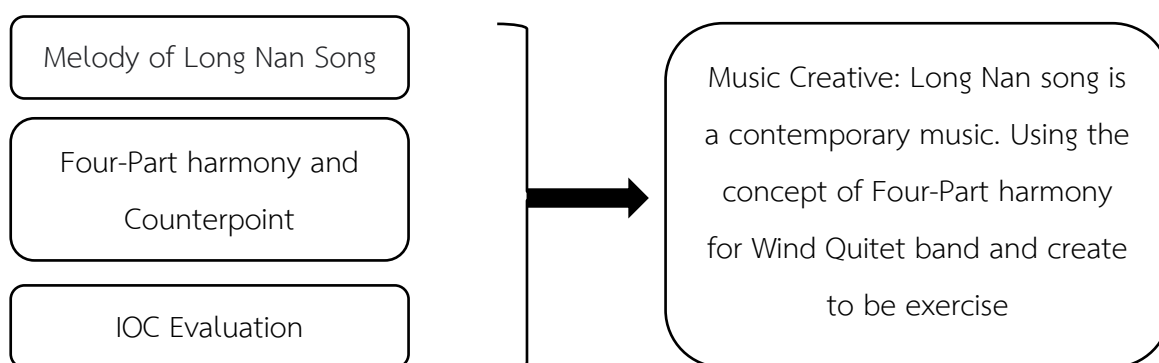 Melody of Long Nan Song
Four-Part harmony and
Counterpoint
IOC Evaluation
Music Creative: Long Nan song is
a contemporary music. Using the
concept of Four-Part harmony
for Wind Quitet band and create
to be exercise